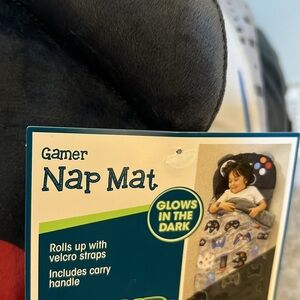 Gamer
Nap Mat
GLOWS
IN THE
DARK
Rolls up with
velcro straps
Includes carry
handle